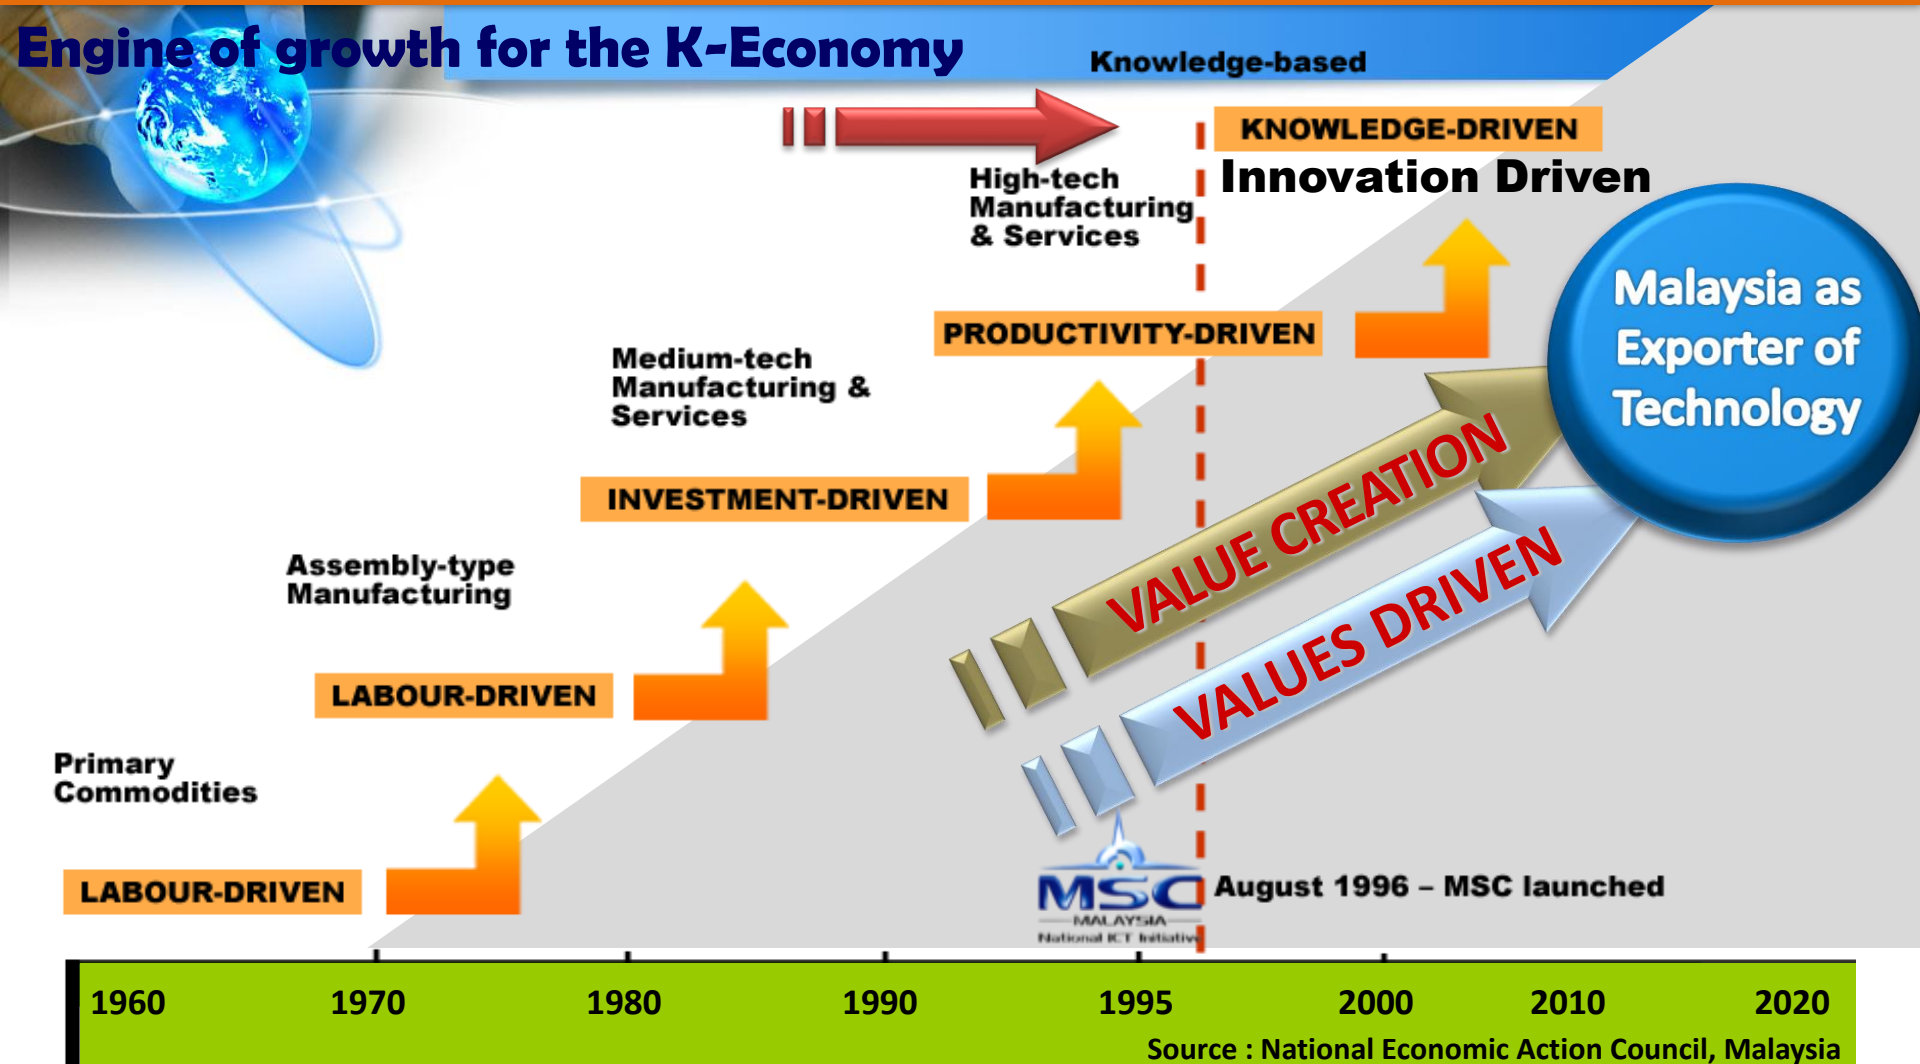 Engine of growth for the K-Economy
Knowledge-based
KNOWLEDGE-DRIVEN
Innovation Driven
High-tech
Manufacturing
& Services
PRODUCTIVITY-DRIVEN
Malaysia as
Exporter of
Technology
Medium-tech
Manufacturing &
Services
INVESTMENT-DRIVEN
VALUE CREATION
VALUES DRIVEN
Assembly-type
Manufacturing
LABOUR-DRIVEN
Primary
Commodities
LABOUR-DRIVEN
MSC
MALAYSIA
National ICT Initiative
August 1996 – MSC launched
1960 1970 1980 1990 1995 2000 2010 2020
Source : National Economic Action Council, Malaysia